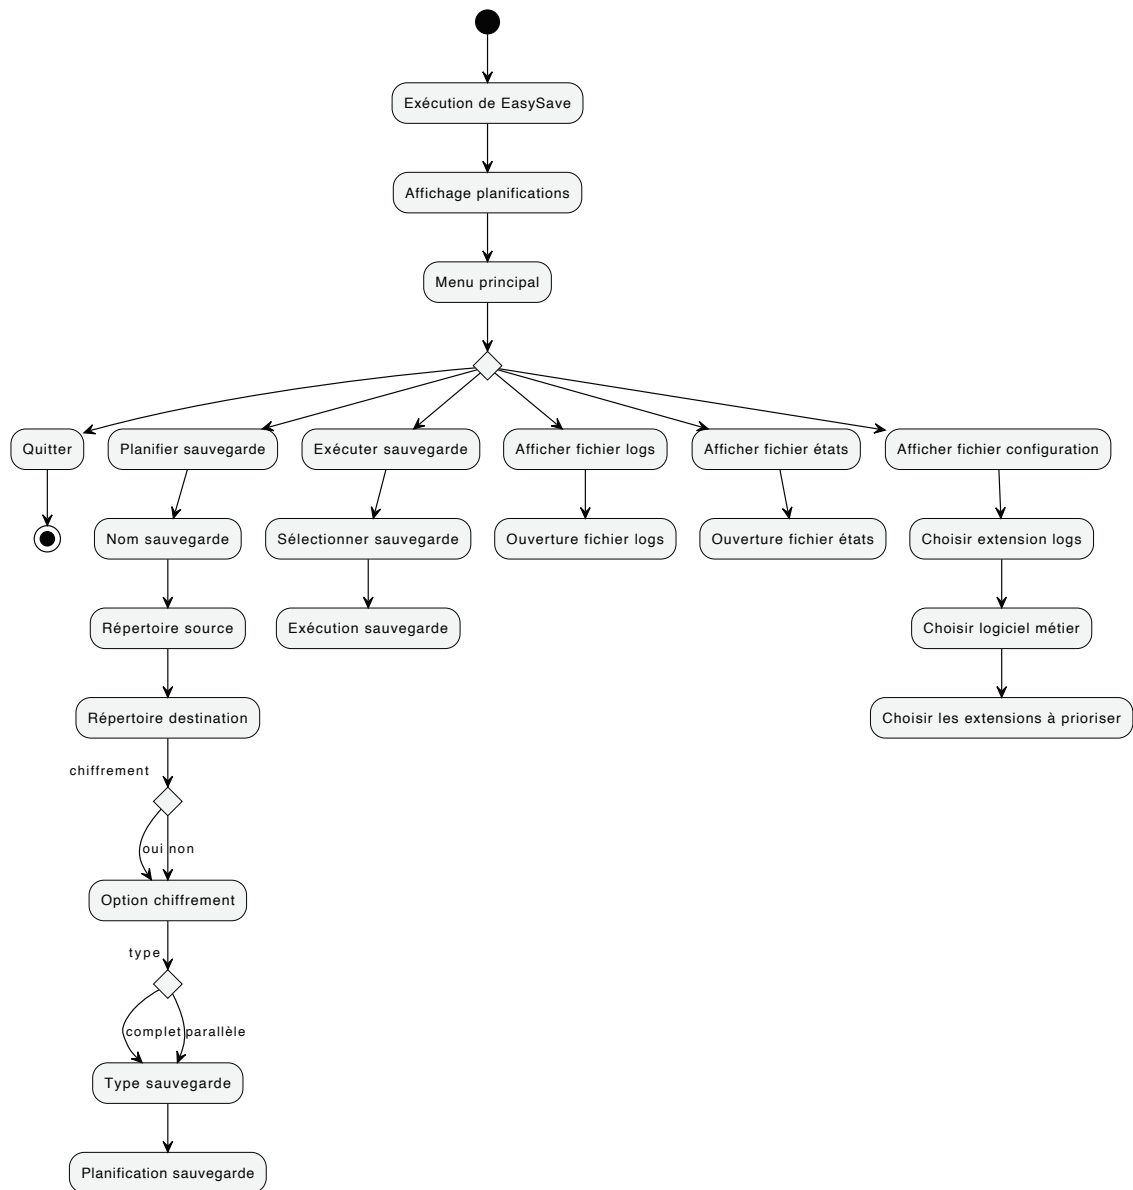 Exécution de EasySave
Affichage planifications
Menu principal
Quitter
Planifier sauvegarde
Exécuter sauvegarde
Afficher fichier logs
Afficher fichier états
Afficher fichier configuration
Nom sauvegarde
Sélectionner sauvegarde
Ouverture fichier logs
Ouverture fichier états
Choisir extension logs
Répertoire source
Exécution sauvegarde
Choisir logiciel métier
Répertoire destination
Choisir les extensions à prioriser
chiffrement
oui
non
Option chiffrement
type
complet
parallèle
Type sauvegarde
Planification sauvegarde